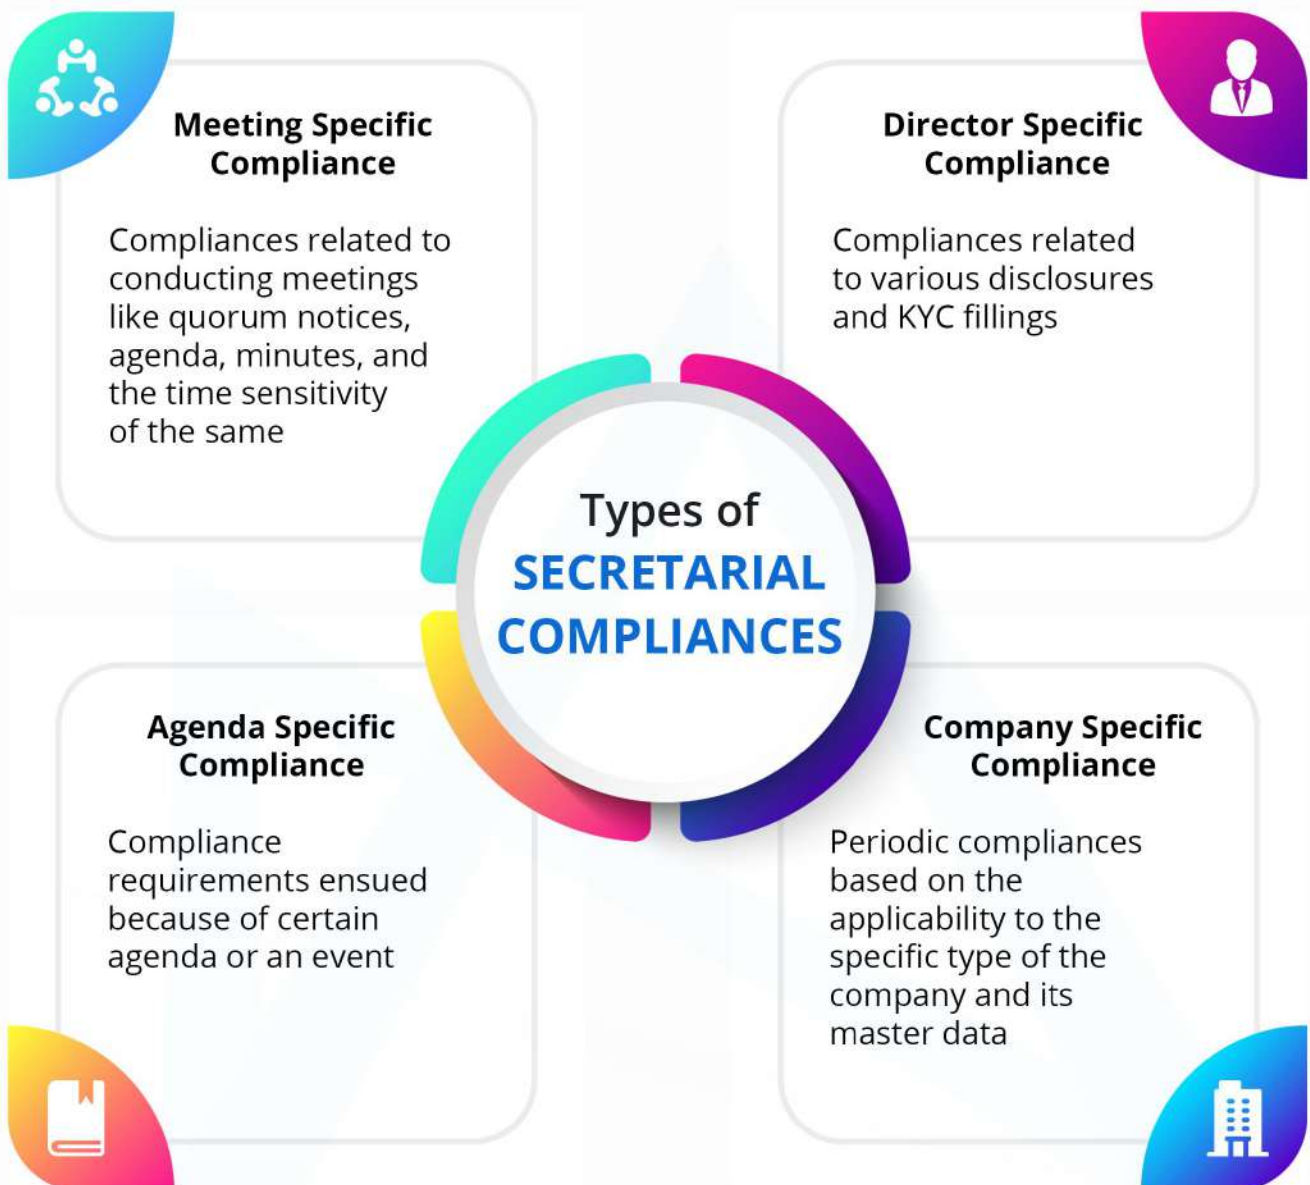 Meeting Specific
Compliance
Compliances related to
conducting meetings
like quorum notices,
agenda, minutes, and
the time sensitivity
of the same
Director Specific
Compliance
Compliances related
to various disclosures
and KYC fillings
Types of
SECRETARIAL
COMPLIANCES
Agenda Specific
Compliance
Compliance
requirements ensued
because of certain
agenda or an event
Company Specific
Compliance
Periodic compliances
based on the
applicability to the
specific type of the
company and its
master data